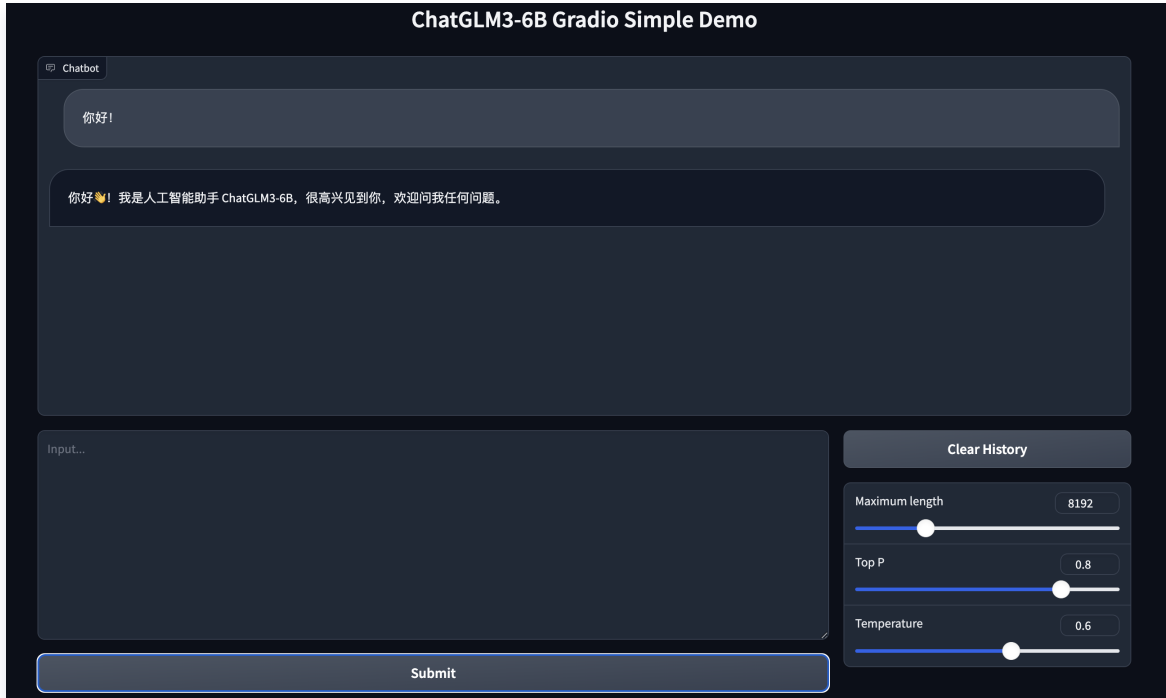 ChatGLM3-6B Gradio Simple Demo
Chatbot
你好!
你好👋！我是人工智能助手 ChatGLM3-6B，很高兴见到你，欢迎问我任何问题。
Input...
Clear History
Maximum length 8192
Top P 0.8
Temperature 0.6
Submit